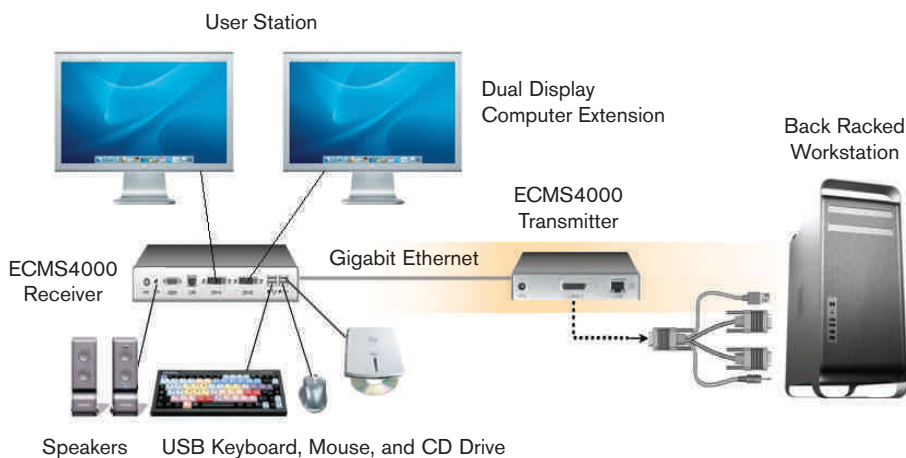 User Station
Dual Display
Computer Extension
Back Racked
Workstation
ECMS4000
Transmitter
Gigabit Ethernet
ECMS4000
Receiver
Speakers
USB Keyboard, Mouse, and CD Drive